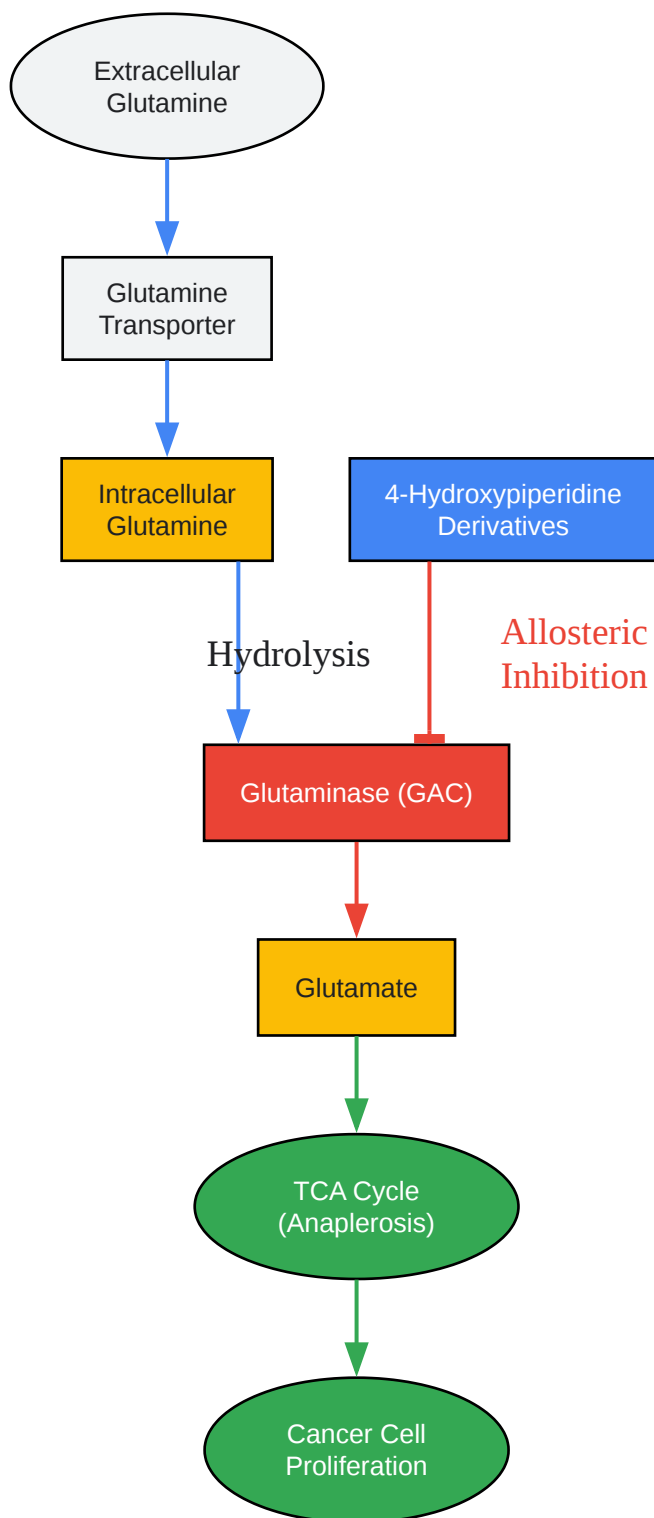 Extracellular
Glutamine
Glutamine
Transporter
Intracellular
Glutamine
4-Hydroxypiperidine
Derivatives
Hydrolysis
Allosteric
Inhibition
Glutaminase (GAC)
Glutamate
TCA Cycle
(Anaplerosis)
Cancer Cell
Proliferation